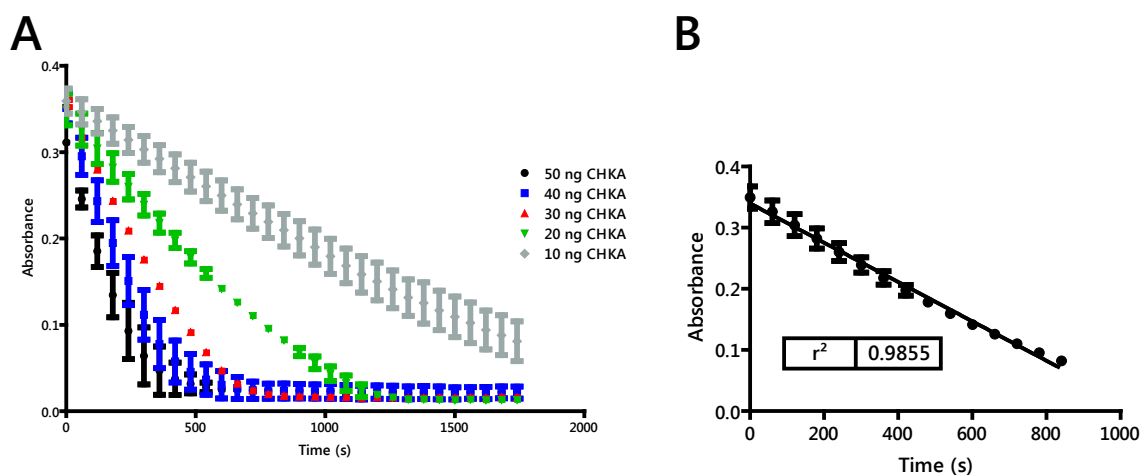 A
Absorbance
0.4
0.3
0.2
0.1
0.0
0
500
1000
1500
2000
Time (s)
50 ng CHKA
40 ng CHKA
30 ng CHKA
20 ng CHKA
10 ng CHKA
B
Absorbance
0.4
0.3
0.2
0.1
0.0
r² 0.9855
0
200
400
600
800
1000
Time (s)